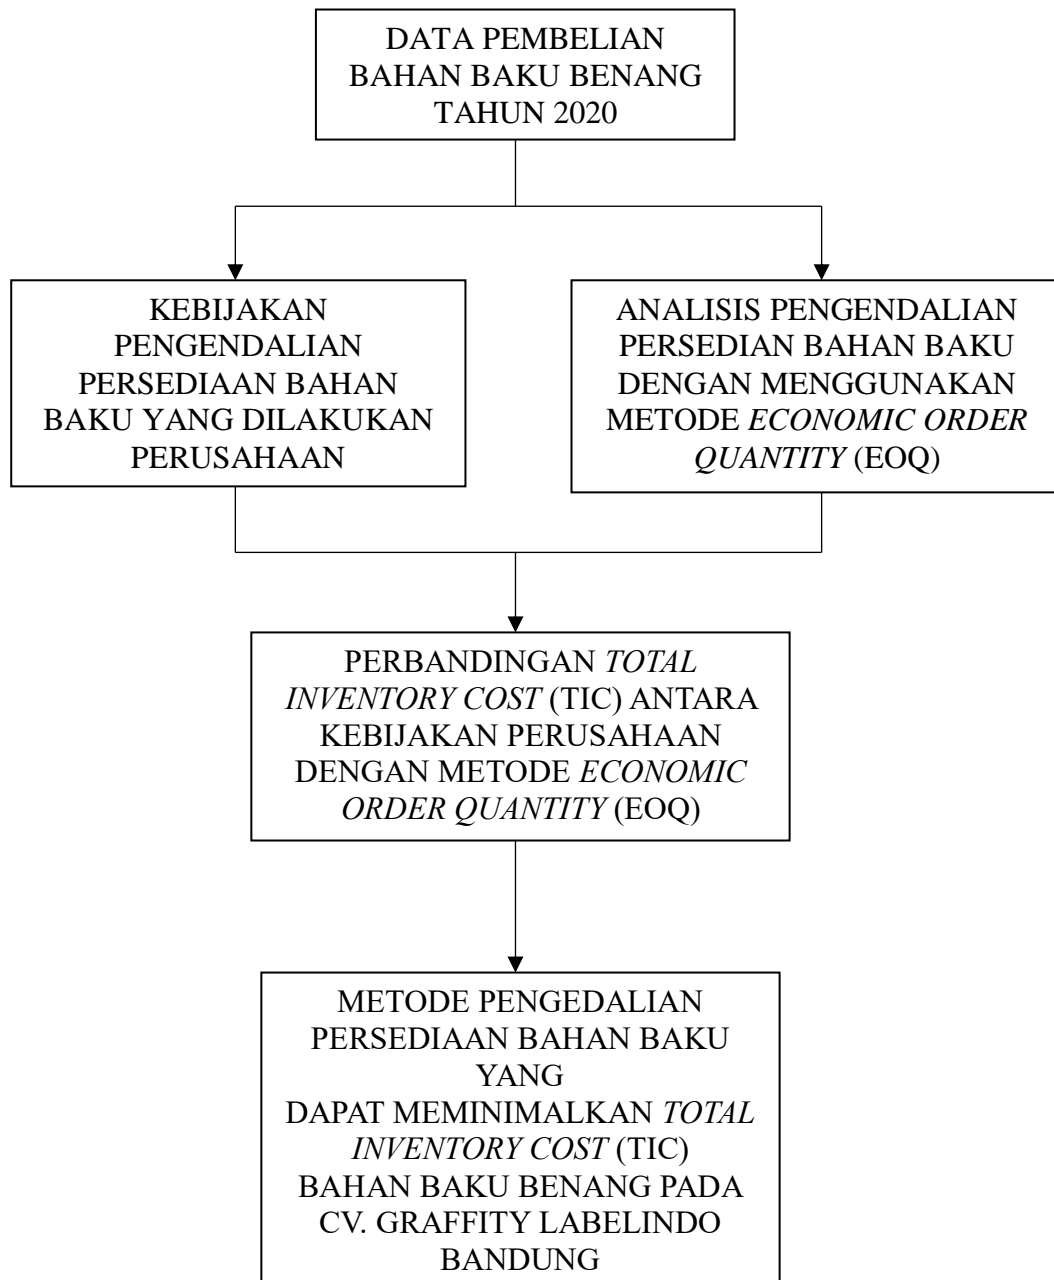 DATA PEMBELIAN
BAHAN BAKU BENANG
TAHUN 2020
KEBIJAKAN
PENGENDALIAN
PERSEDIAAN BAHAN
BAKU YANG DILAKUKAN
PERUSAHAAN
ANALISIS PENGENDALIAN
PERSEDIAN BAHAN BAKU
DENGAN MENGGUNAKAN
METODE ECONOMIC ORDER
QUANTITY (EOQ)
PERBANDINGAN TOTAL
INVENTORY COST (TIC) ANTARA
KEBIJAKAN PERUSAHAAN
DENGAN METODE ECONOMIC
ORDER QUANTITY (EOQ)
METODE PENGEDALIAN
PERSEDIAAN BAHAN BAKU
YANG
DAPAT MEMINIMALKAN TOTAL
INVENTORY COST (TIC)
BAHAN BAKU BENANG PADA
CV. GRAFFITY LABELINDO
BANDUNG